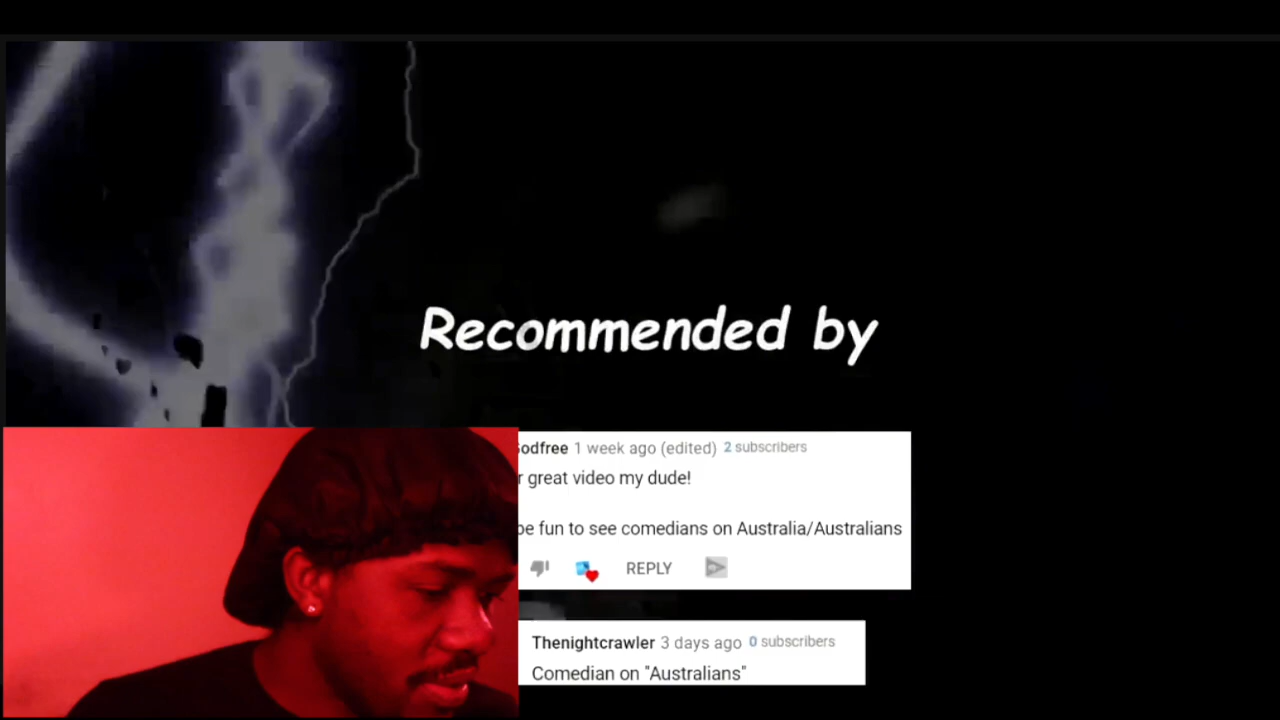 Recommended by
odfree 1 week ago (edited) 2 subscribers
r great video my dude!
be fun to see comedians on Australia/Australians
REPLY
Thenightcrawler 3 days ago 0 subscribers
Comedian on "Australians"